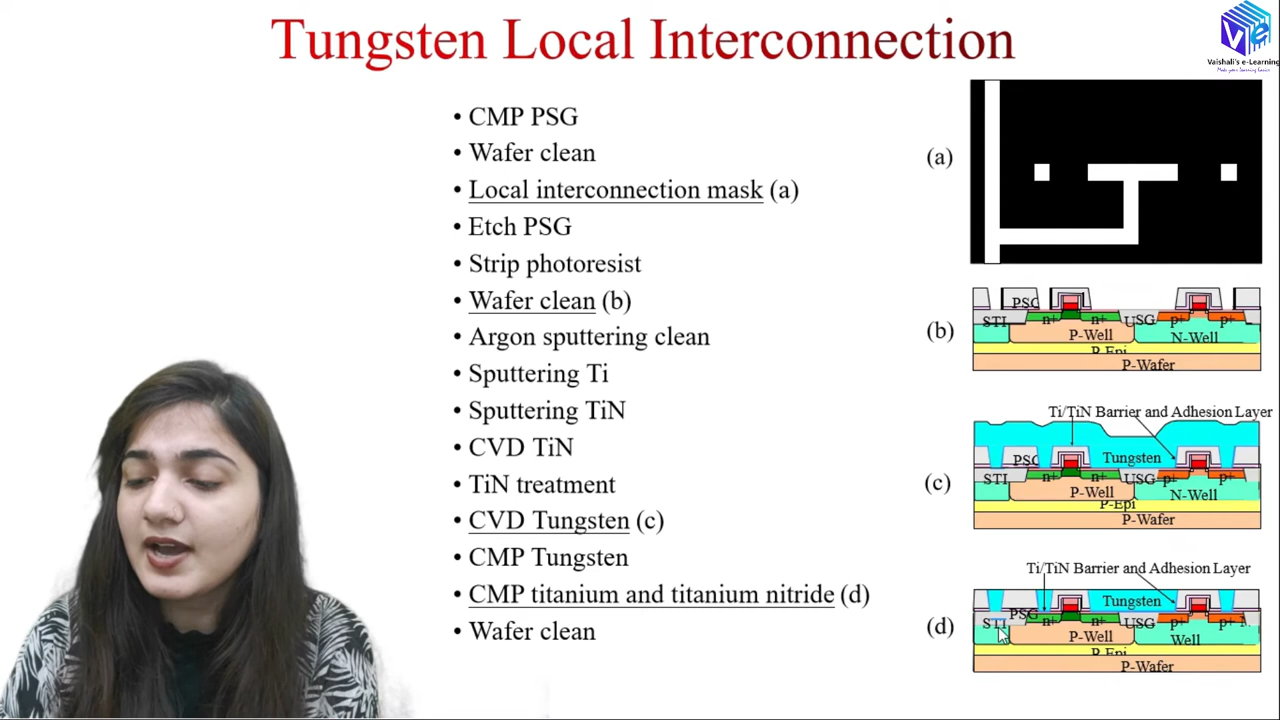 Tungsten Local Interconnection
Vaishali's e-Learning
• CMP PSG
• Wafer clean
• Local interconnection mask (a)
• Etch PSG
• Strip photoresist
• Wafer clean (b)
• Argon sputtering clean
• Sputtering Ti
• Sputtering TiN
• CVD TiN
• TiN treatment
• CVD Tungsten (c)
• CMP Tungsten
• CMP titanium and titanium nitride (d)
• Wafer clean
(a)
(b)
PSG
STI n+ n+ USG p+ p+
P-Well N-Well
P-Epi
P-Wafer
Ti/TiN Barrier and Adhesion Layer
(c)
PSG Tungsten
STI n+ n+ USG p+ p+
P-Well N-Well
P-Epi
P-Wafer
Ti/TiN Barrier and Adhesion Layer
(d)
Tungsten
PSG
STI n+ n+ USG p+ p+ N-
P-Well Well
P-Epi
P-Wafer